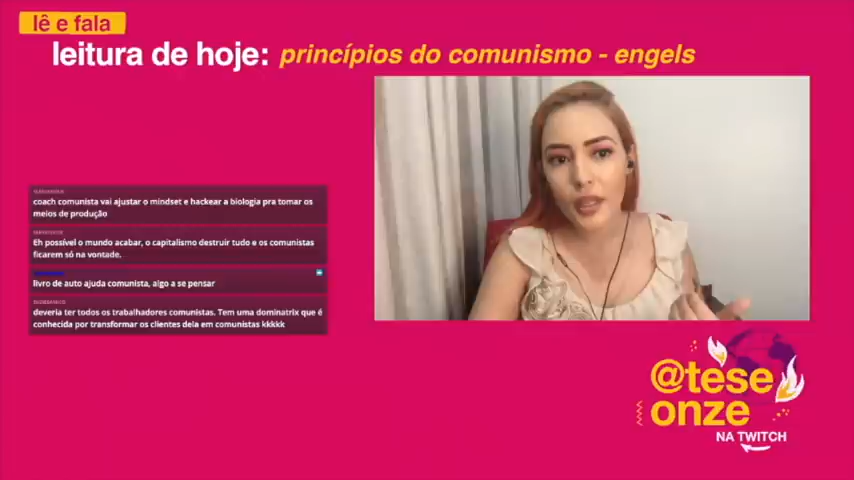 lê e fala
leitura de hoje: princípios do comunismo - engels
coach comunista vai ajustar o mindset e hackear a biologia pra tomar os
meios de produção
Eh possível o mundo acabar, o capitalismo destruir tudo e os comunistas
ficarem só na vontade.
livro de auto ajuda comunista, algo a se pensar
deveria ter todos os trabalhadores comunistas. Tem uma dominatrix que é
conhecida por transformar os clientes dela em comunistas kkkkk
@tese
onze
NA TWITCH